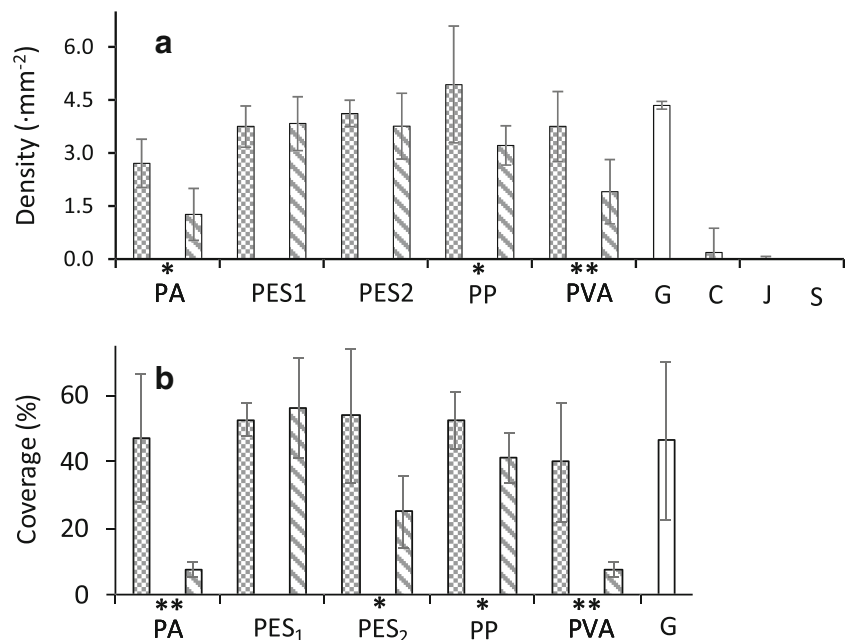 a
Density (·mm⁻²)
6.0
4.5
3.0
1.5
0.0
* * **
PA PES1 PES2 PP PVA G C J S
b
Coverage (%)
60
40
20
0
** * * **
PA PES₁ PES₂ PP PVA G